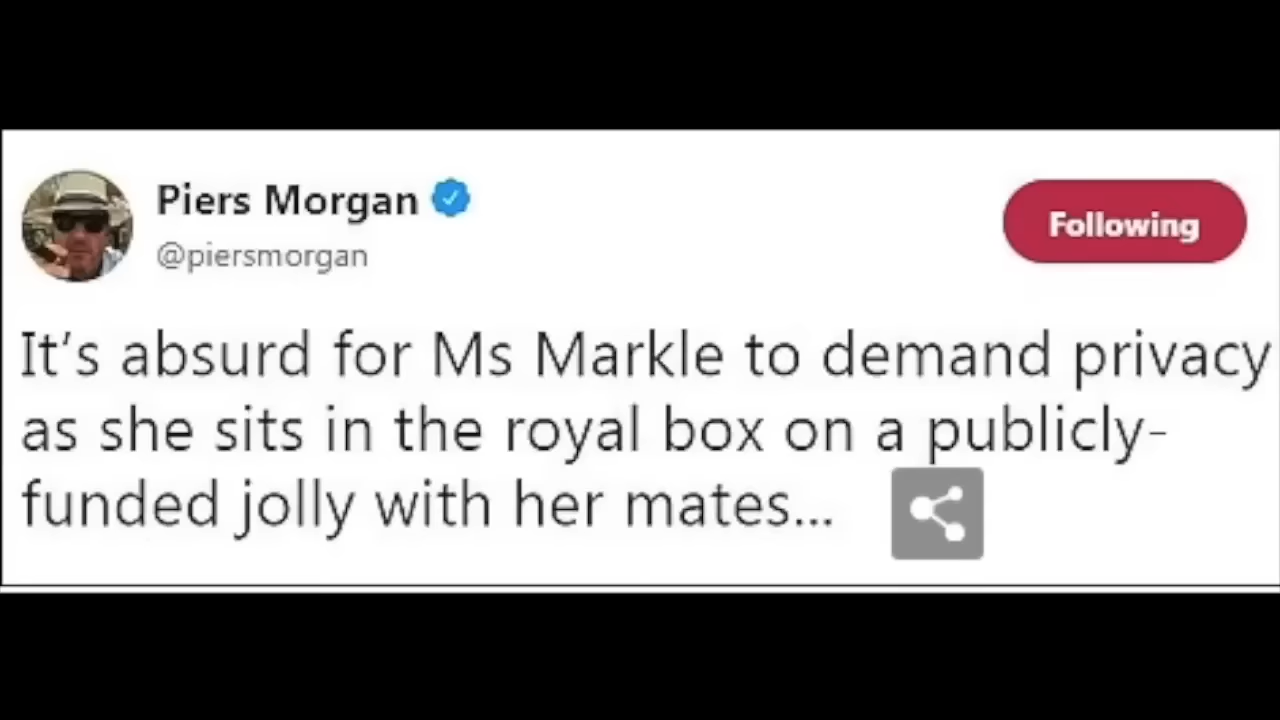 Piers Morgan
@piersmorgan
Following
It’s absurd for Ms Markle to demand privacy
as she sits in the royal box on a publicly-
funded jolly with her mates...